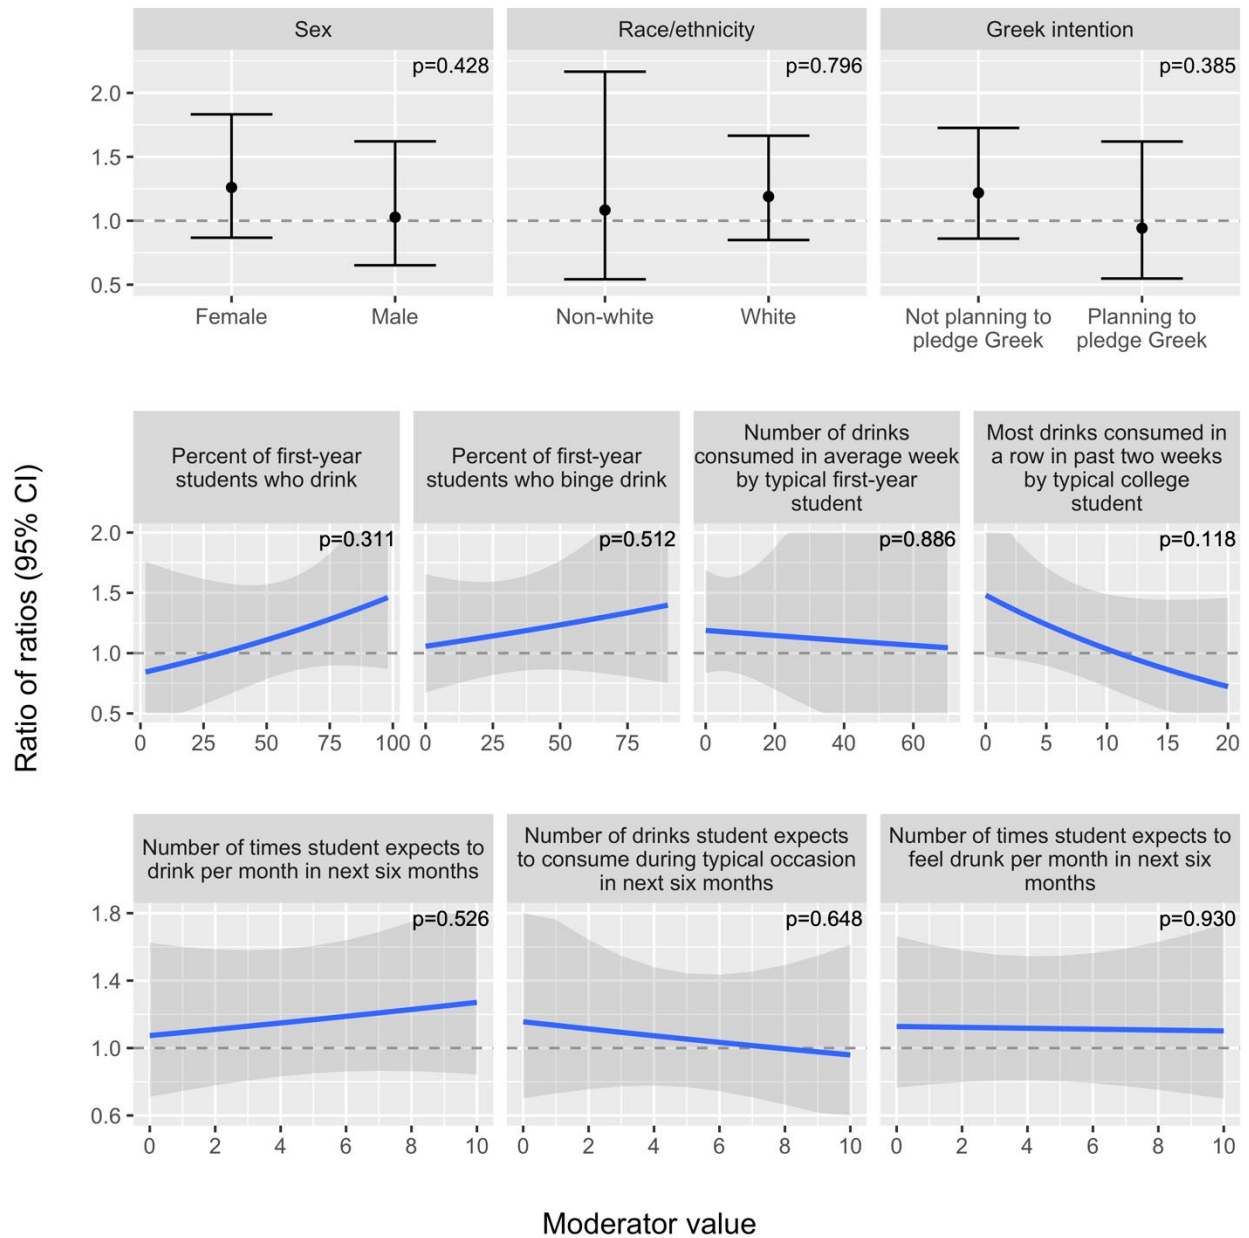 Sex
Race/ethnicity
Greek intention
p=0.428
p=0.796
p=0.385
2.0
1.5
1.0
0.5
Female
Male
Non-white
White
Not planning to
pledge Greek
Planning to
pledge Greek
Ratio of ratios (95% CI)
Percent of first-year
students who drink
Percent of first-year
students who binge drink
Number of drinks
consumed in average week
by typical first-year
student
Most drinks consumed in
a row in past two weeks
by typical college
student
p=0.311
p=0.512
p=0.886
p=0.118
2.0
1.5
1.0
0.5
0 25 50 75 100
0 25 50 75
0 20 40 60
0 5 10 15 20
Number of times student expects to
drink per month in next six months
Number of drinks student expects
to consume during typical occasion
in next six months
Number of times student expects to
feel drunk per month in next six
months
p=0.526
p=0.648
p=0.930
1.8
1.4
1.0
0.6
0 2 4 6 8 10
0 2 4 6 8 10
0 2 4 6 8 10
Moderator value